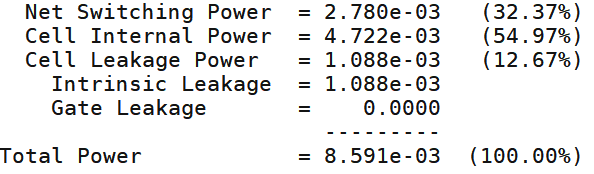 Net Switching Power  = 2.780e-03   (32.37%)
Cell Internal Power  = 4.722e-03   (54.97%)
Cell Leakage Power   = 1.088e-03   (12.67%)
Intrinsic Leakage  = 1.088e-03
Gate Leakage       =    0.0000
---------
Total Power            = 8.591e-03  (100.00%)